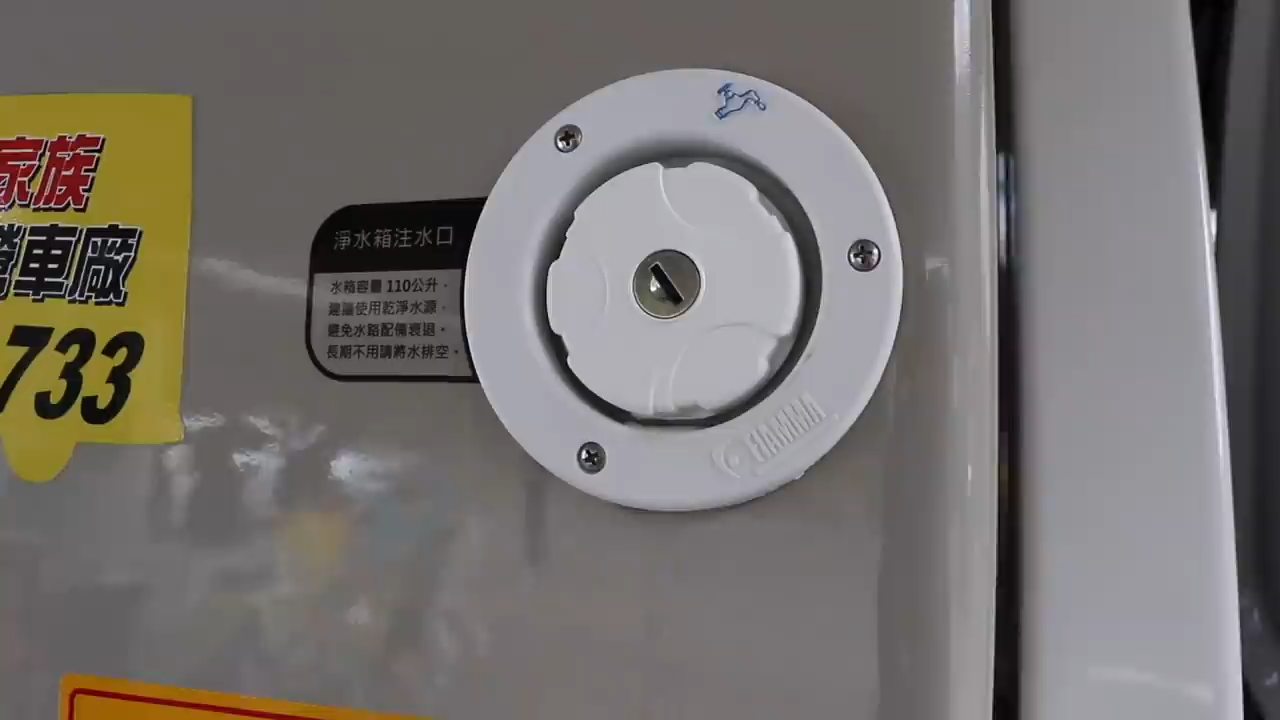 家族
營車廠
733
淨水箱注水口
水箱容量 110公升。
建議使用乾淨水源。
避免水路配備衰退。
長期不用請將水排空。
FIAMMA